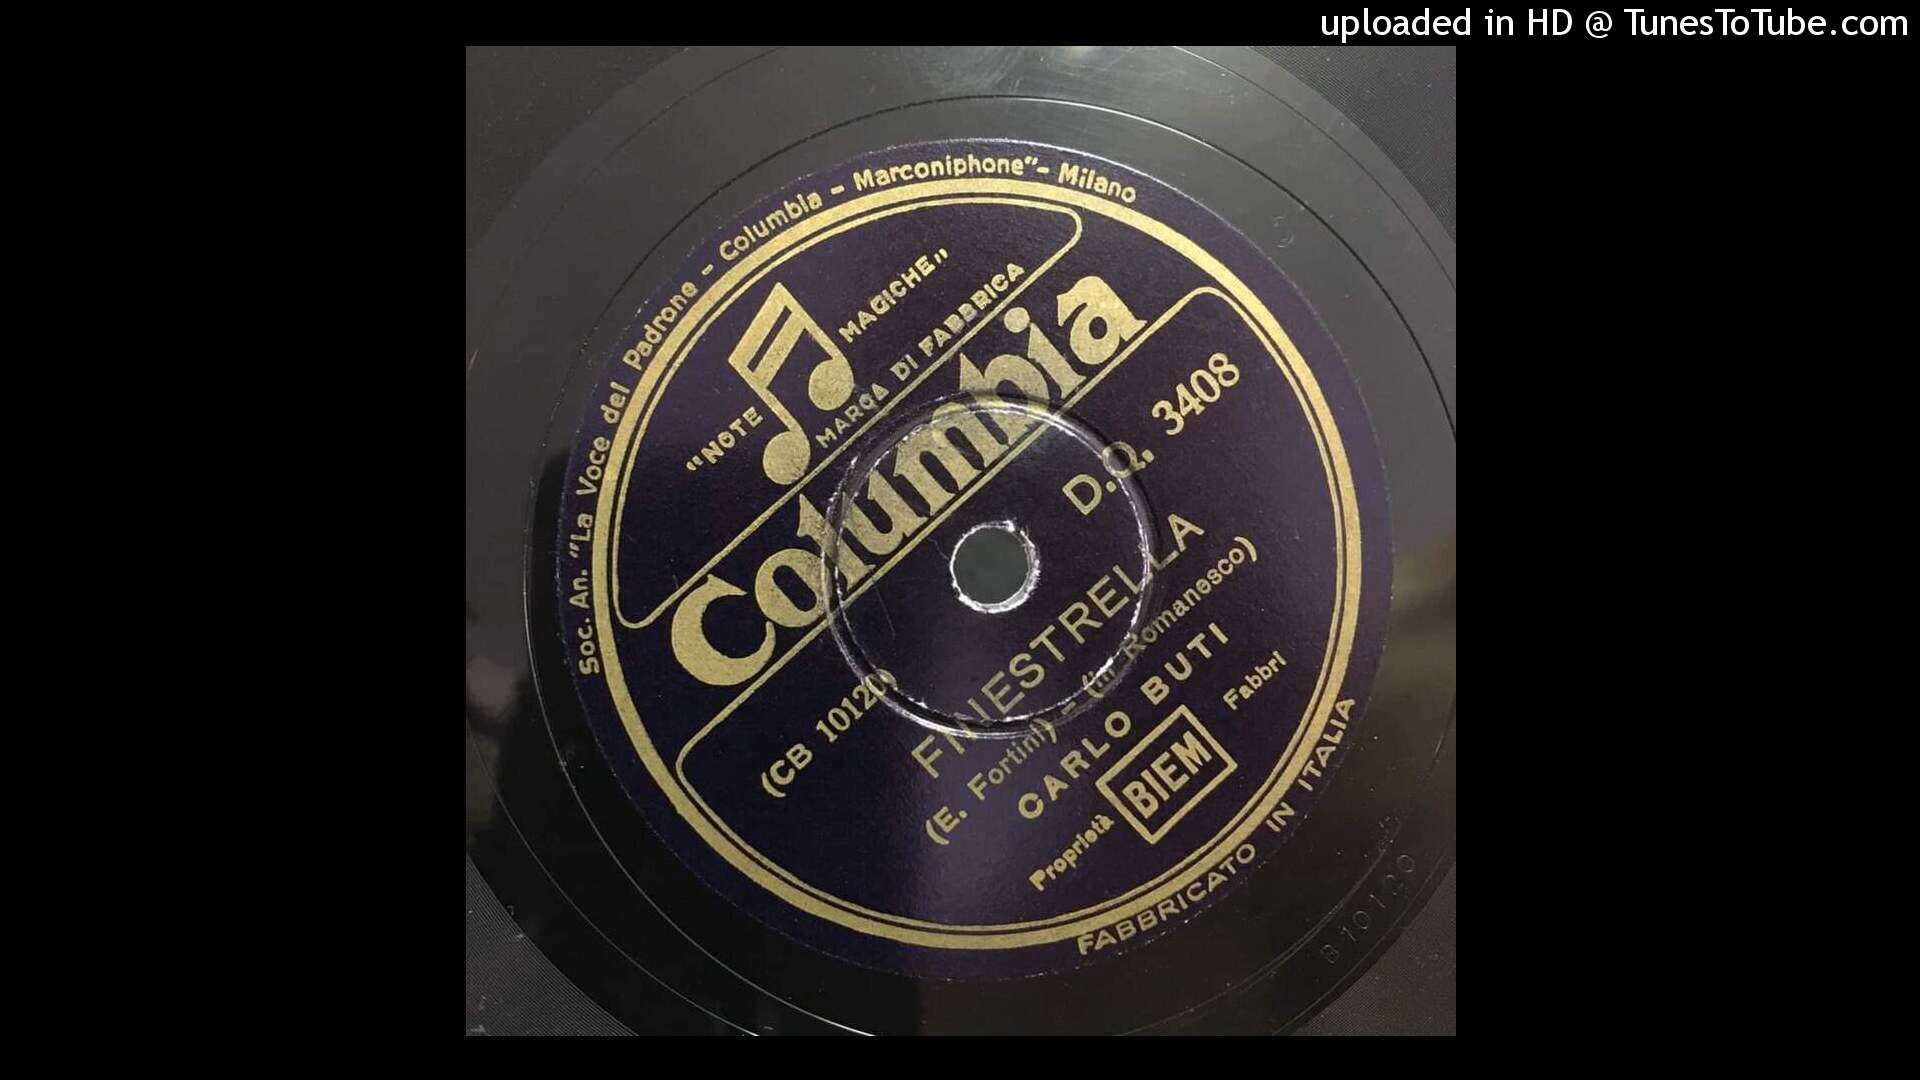 uploaded in HD @ TunesToTube.com
Soc. An. "La Voce del Padrone - Columbia - Marconiphone" - Milano
"NOTE MAGICHE"
MARCA DI FABBRICA
Columbia
D.Q. 3408
(CB 10120)
FINESTRELLA
(E. Fortini) - (in Romanesco)
CARLO BUTI
Proprietà BIEM Fabbri
FABBRICATO IN ITALIA